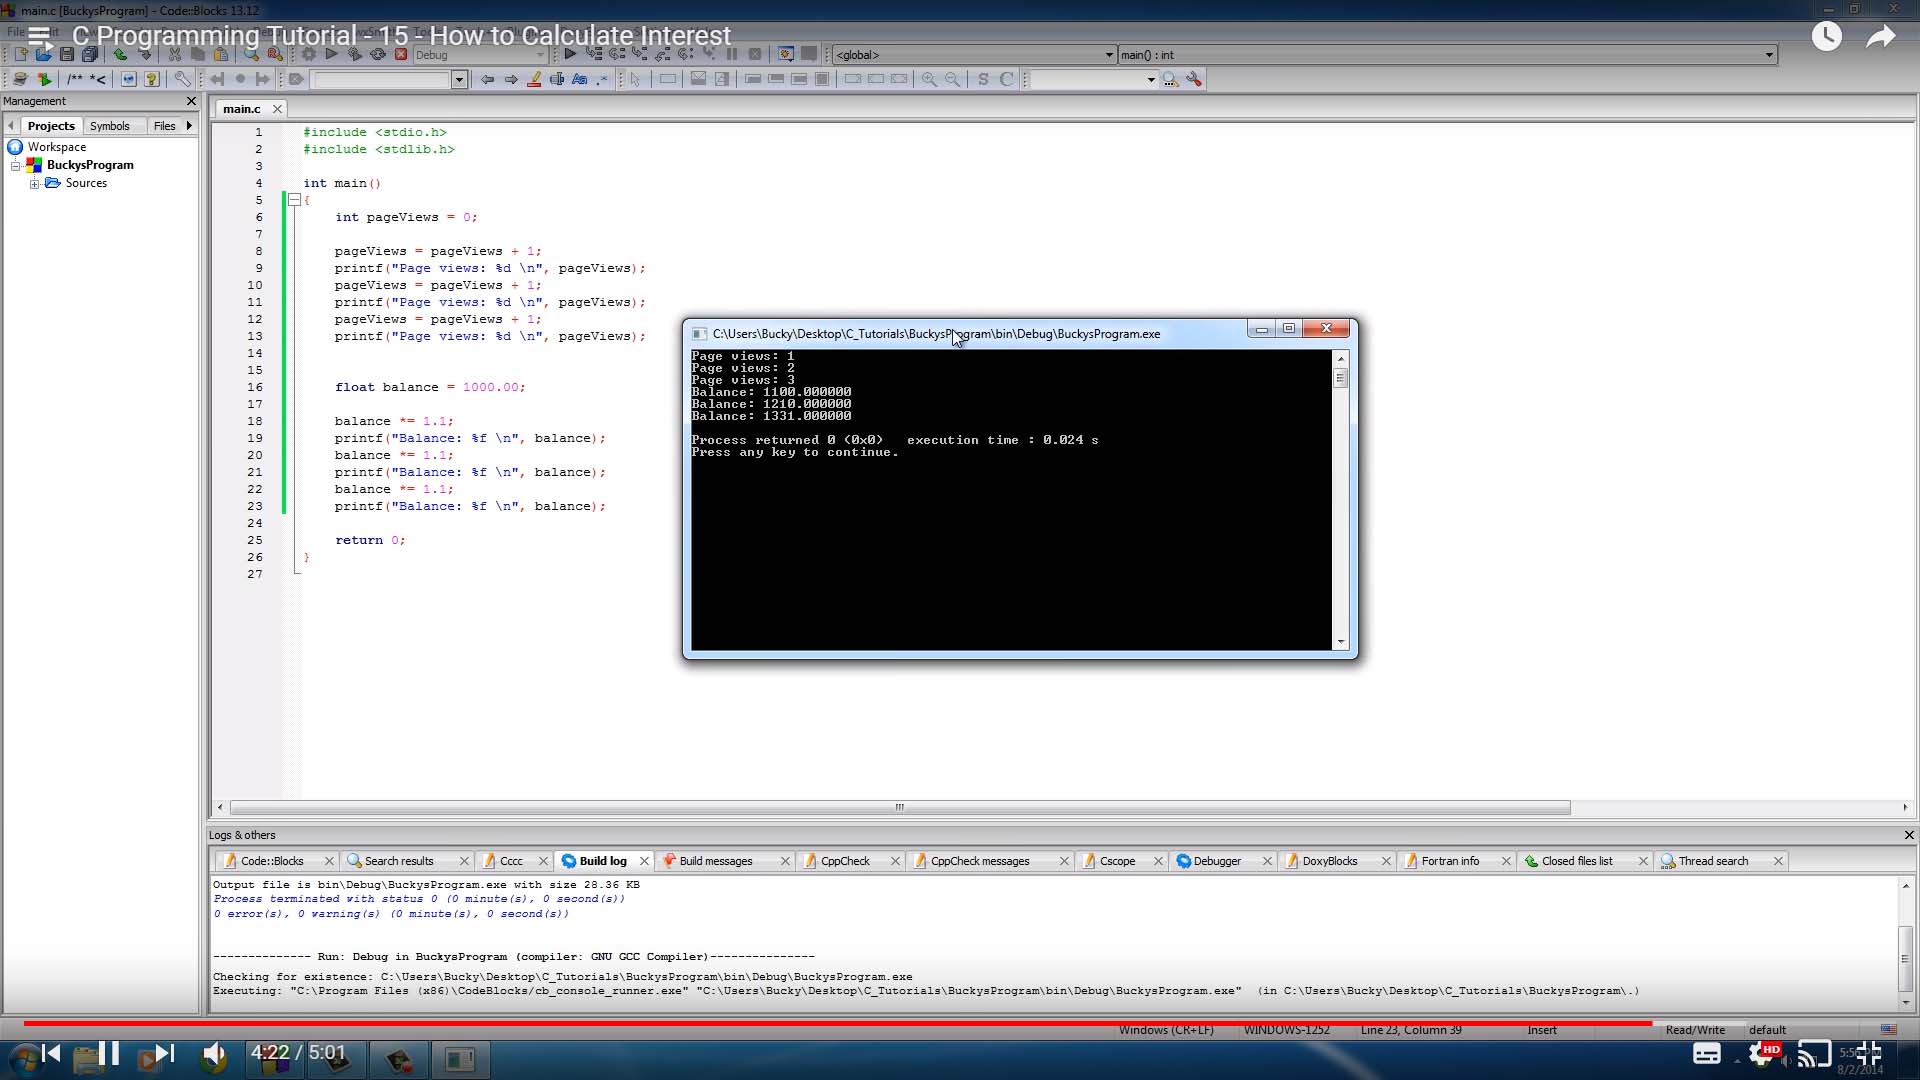 main.c [BuckysProgram] - Code::Blocks 13.12
C Programming Tutorial - 15 - How to Calculate Interest
Debug
<global>
main() : int
/** *<
Management
Projects Symbols Files
Workspace
BuckysProgram
Sources
main.c
1 #include <stdio.h>
2 #include <stdlib.h>
3
4 int main()
5 {
6 int pageViews = 0;
7
8 pageViews = pageViews + 1;
9 printf("Page views: %d \n", pageViews);
10 pageViews = pageViews + 1;
11 printf("Page views: %d \n", pageViews);
12 pageViews = pageViews + 1;
13 printf("Page views: %d \n", pageViews);
14
15
16 float balance = 1000.00;
17
18 balance *= 1.1;
19 printf("Balance: %f \n", balance);
20 balance *= 1.1;
21 printf("Balance: %f \n", balance);
22 balance *= 1.1;
23 printf("Balance: %f \n", balance);
24
25 return 0;
26 }
27
C:\Users\Bucky\Desktop\C_Tutorials\BuckysProgram\bin\Debug\BuckysProgram.exe
Page views: 1
Page views: 2
Page views: 3
Balance: 1100.000000
Balance: 1210.000000
Balance: 1331.000000
Process returned 0 (0x0) execution time : 0.024 s
Press any key to continue.
Logs & others
Code::Blocks Search results Cccc Build log Build messages CppCheck CppCheck messages Cscope Debugger DoxyBlocks Fortran info Closed files list Thread search
Output file is bin\Debug\BuckysProgram.exe with size 28.36 KB
Process terminated with status 0 (0 minute(s), 0 second(s))
0 error(s), 0 warning(s) (0 minute(s), 0 second(s))
-------------- Run: Debug in BuckysProgram (compiler: GNU GCC Compiler)---------------
Checking for existence: C:\Users\Bucky\Desktop\C_Tutorials\BuckysProgram\bin\Debug\BuckysProgram.exe
Executing: "C:\Program Files (x86)\CodeBlocks/cb_console_runner.exe" "C:\Users\Bucky\Desktop\C_Tutorials\BuckysProgram\bin\Debug\BuckysProgram.exe" (in C:\Users\Bucky\Desktop\C_Tutorials\BuckysProgram\.)
Windows (CR+LF) WINDOWS-1252 Line 23, Column 39 Insert Read/Write default
4:22 / 5:01
HD
8/2/2014